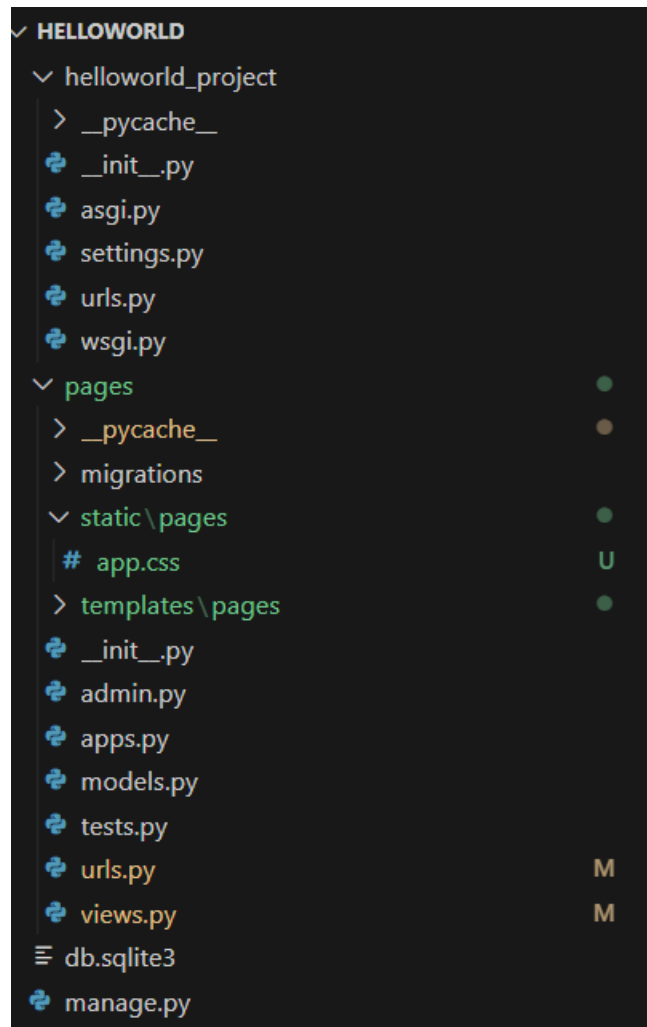 HELLOWORLD
helloworld_project
__pycache__
__init__.py
asgi.py
settings.py
urls.py
wsgi.py
pages
__pycache__
migrations
static\pages
# app.css U
templates\pages
__init__.py
admin.py
apps.py
models.py
tests.py
urls.py M
views.py M
db.sqlite3
manage.py